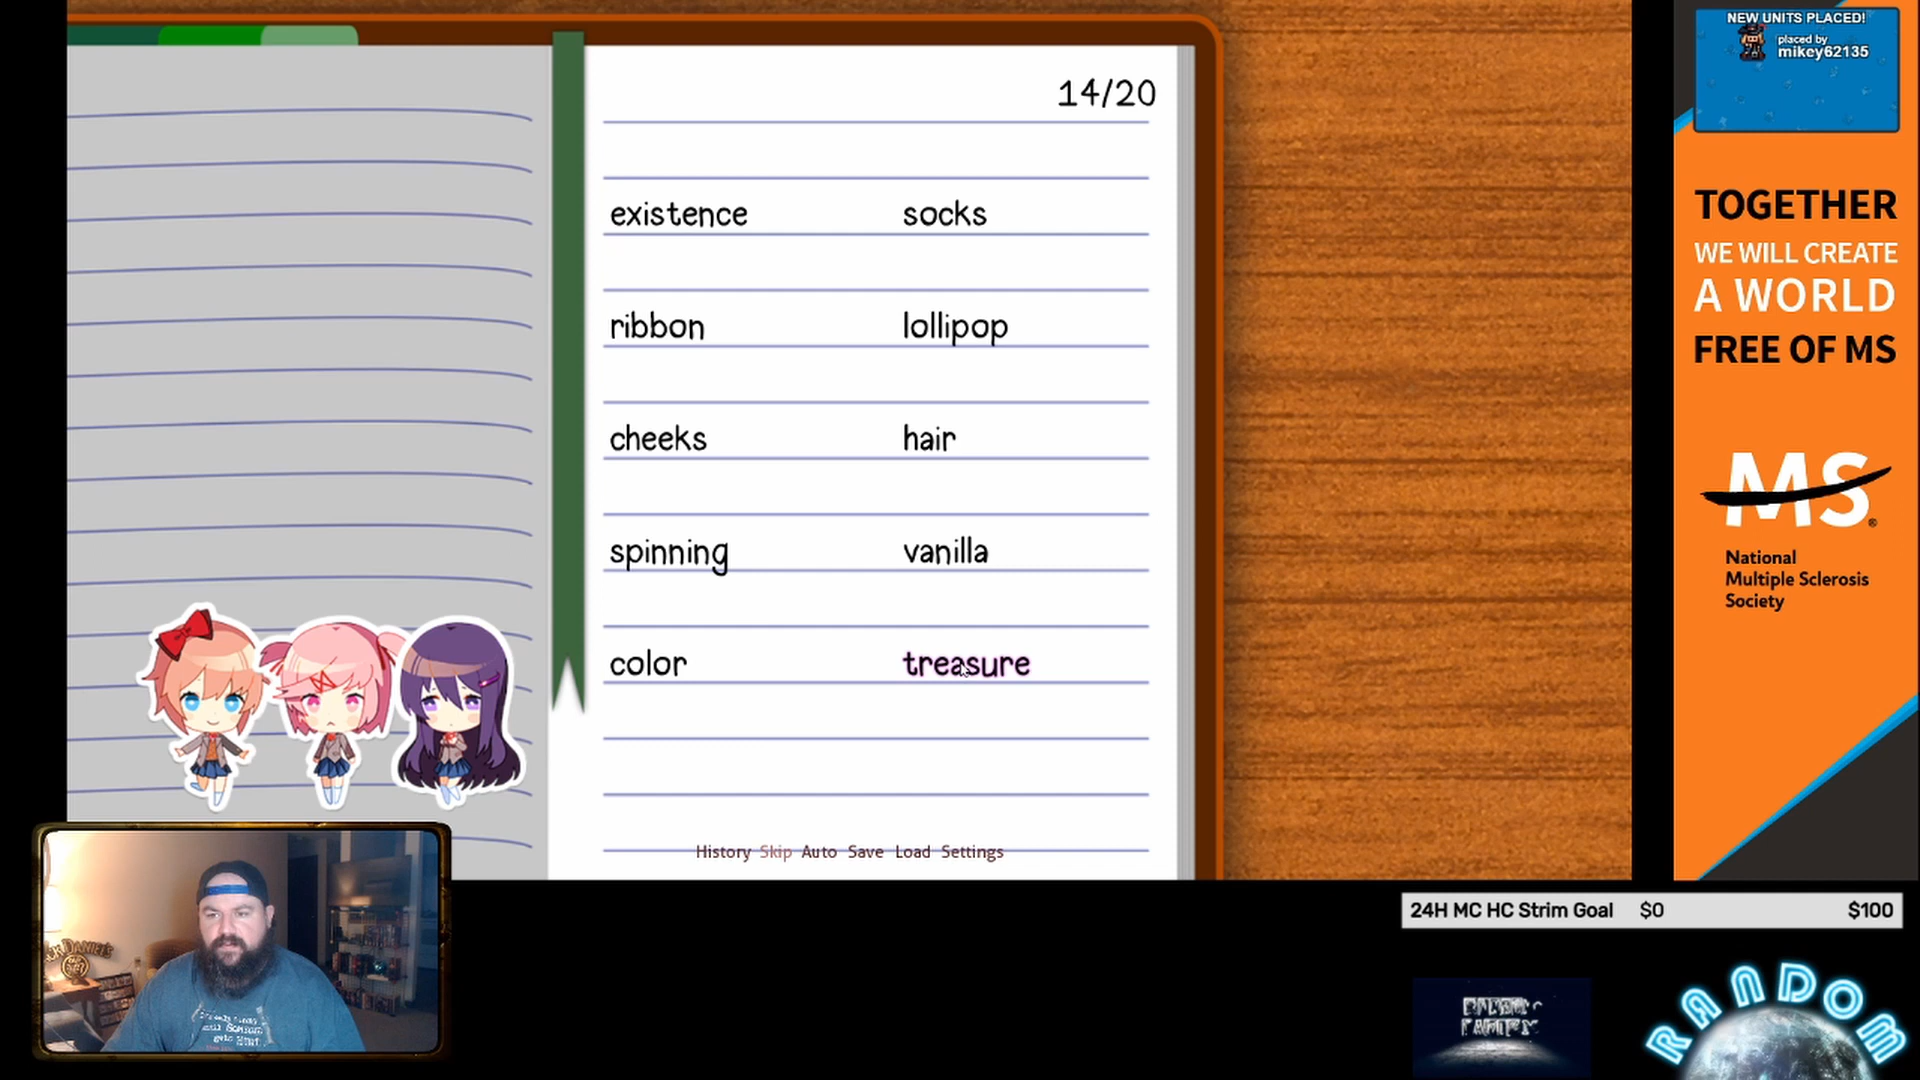 14/20
existence socks
ribbon lollipop
cheeks hair
spinning vanilla
color treasure
History Skip Auto Save Load Settings
NEW UNITS PLACED!
placed by
mikey62135
TOGETHER
WE WILL CREATE
A WORLD
FREE OF MS
MS
National
Multiple Sclerosis
Society
24H MC HC Strim Goal $0 $100
RANDOM